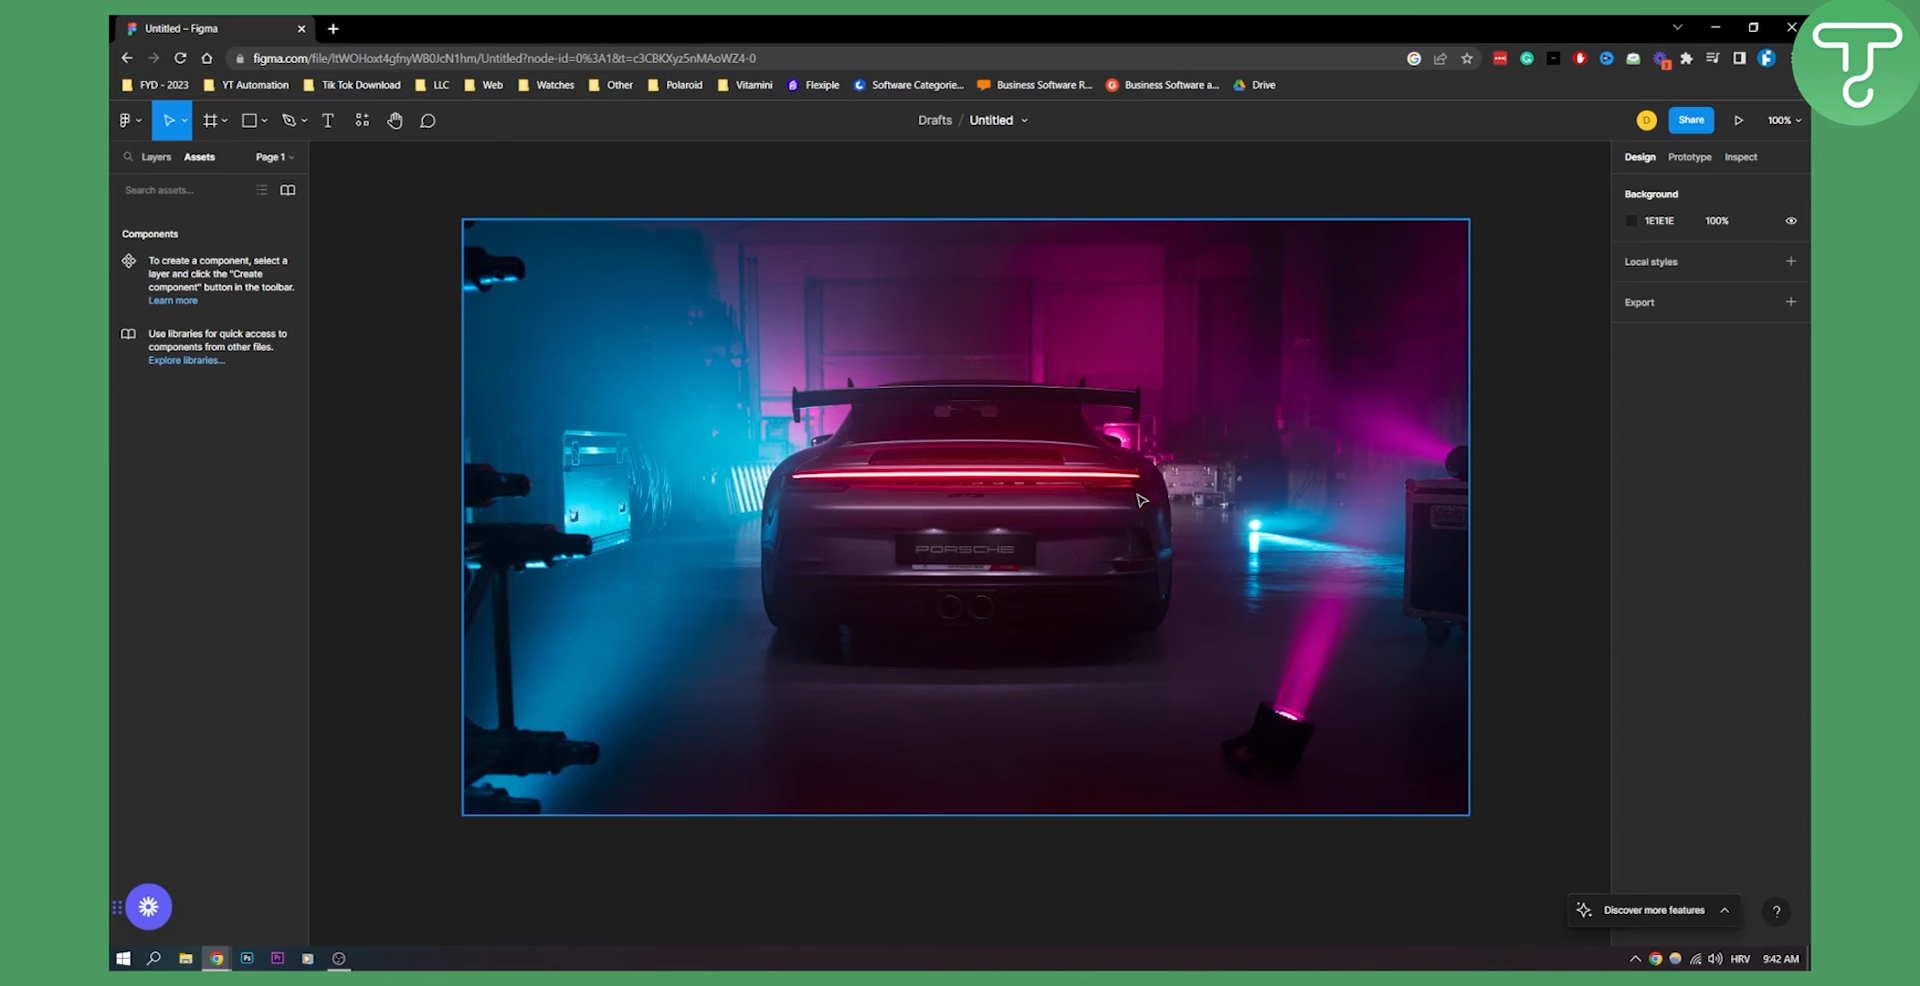 Untitled – Figma
figma.com/file/ltWOHoxt4gfnyWB0JcN1hm/Untitled?node-id=0%3A1&t=c3CBKXyz5nMAoWZ4-0
FYD - 2023 YT Automation Tik Tok Download LLC Web Watches Other Polaroid Vitamini Flexiple Software Categorie... Business Software R... Business Software a... Drive
T Drafts / Untitled D Share 100%
Layers Assets Page 1 Design Prototype Inspect
Search assets...
Background
1E1E1E 100%
Components
To create a component, select a
layer and click the "Create
component" button in the toolbar.
Learn more
Use libraries for quick access to
components from other files.
Explore libraries...
Local styles
Export
GT3
PORSCHE
Discover more features ?
Ps Pr HRV 9:42 AM